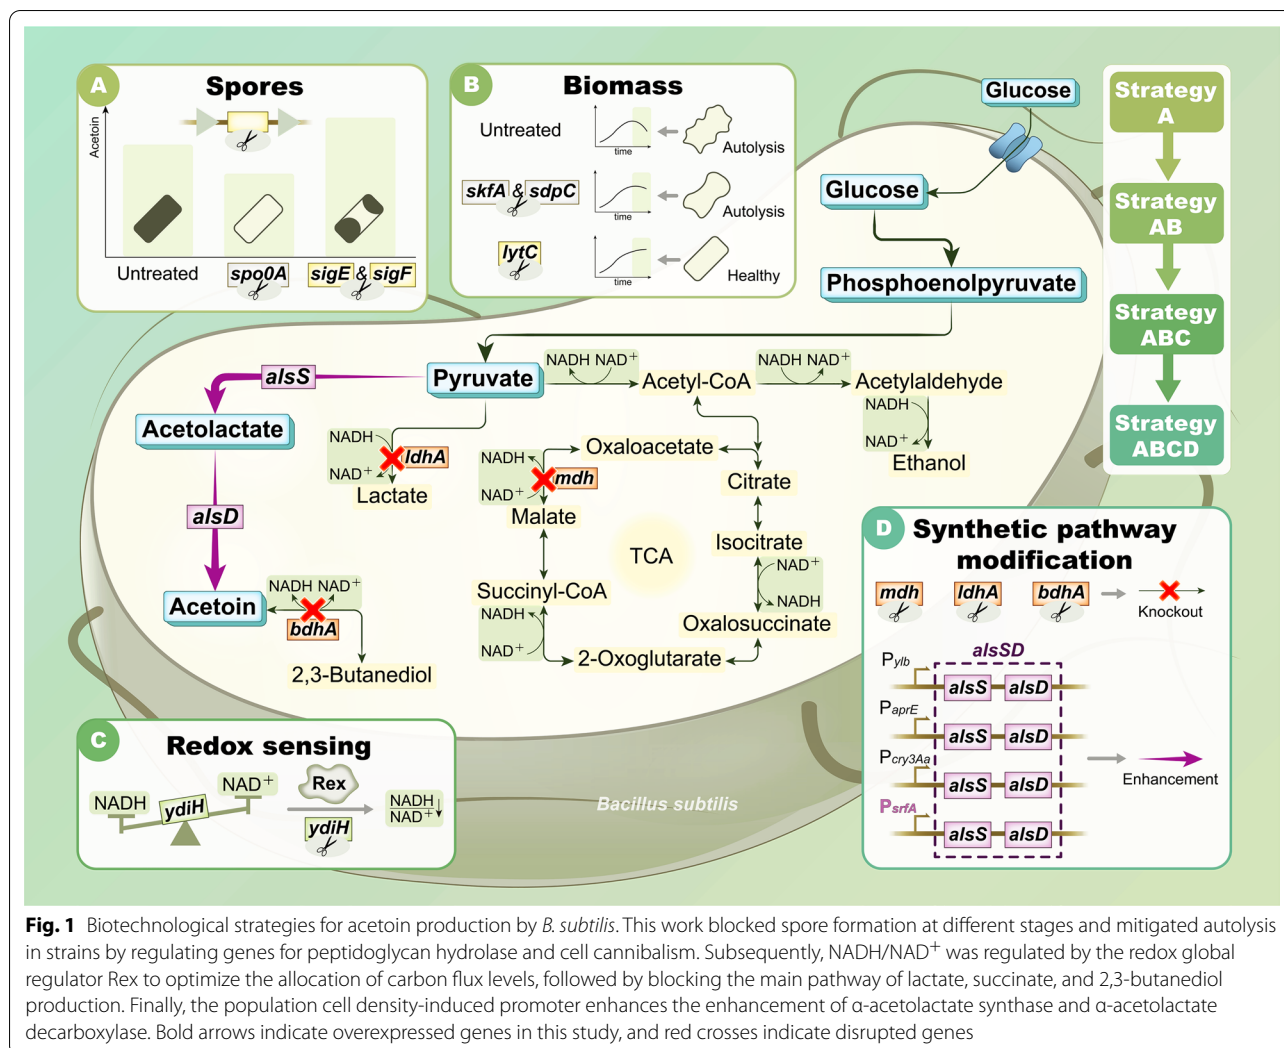 A
Spores
Acetoin
Untreated
spo0A
sigE & sigF
B
Biomass
Untreated
time
Autolysis
skfA & sdpC
time
Autolysis
lytC
time
Healthy
Glucose
Glucose
Phosphoenolpyruvate
Strategy
A
Strategy
AB
Strategy
ABC
Strategy
ABCD
alsS
Pyruvate
NADH NAD+
Acetyl-CoA
NADH NAD+
Acetylaldehyde
Acetolactate
NADH
ldhA
NAD+
Lactate
NADH
NAD+
Ethanol
Oxaloacetate
NADH
mdh
NAD+
Malate
Citrate
alsD
TCA
Isocitrate
NAD+
NADH
Succinyl-CoA
NADH
NAD+
Oxalosuccinate
2-Oxoglutarate
Acetoin
NADH NAD+
bdhA
2,3-Butanediol
C
Redox sensing
NADH
ydiH
NAD+
Rex
ydiH
NADH
NAD+
Bacillus subtilis
D
Synthetic pathway
modification
mdh
ldhA
bdhA
Knockout
alsSD
Pylb
alsS
alsD
PaprE
alsS
alsD
Pcry3Aa
alsS
alsD
PsrfA
alsS
alsD
Enhancement
Fig. 1 Biotechnological strategies for acetoin production by B. subtilis. This work blocked spore formation at different stages and mitigated autolysis
in strains by regulating genes for peptidoglycan hydrolase and cell cannibalism. Subsequently, NADH/NAD+ was regulated by the redox global
regulator Rex to optimize the allocation of carbon flux levels, followed by blocking the main pathway of lactate, succinate, and 2,3-butanediol
production. Finally, the population cell density-induced promoter enhances the enhancement of α-acetolactate synthase and α-acetolactate
decarboxylase. Bold arrows indicate overexpressed genes in this study, and red crosses indicate disrupted genes